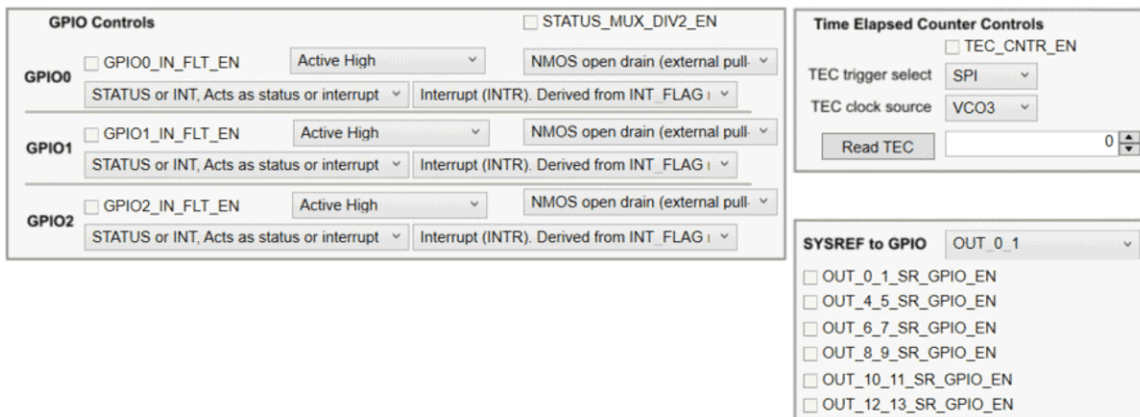 GPIO Controls
STATUS_MUX_DIV2_EN
GPIO0
GPIO0_IN_FLT_EN
Active High
NMOS open drain (external pull-
STATUS or INT, Acts as status or interrupt
Interrupt (INTR). Derived from INT_FLAG
GPIO1
GPIO1_IN_FLT_EN
Active High
NMOS open drain (external pull-
STATUS or INT, Acts as status or interrupt
Interrupt (INTR). Derived from INT_FLAG
GPIO2
GPIO2_IN_FLT_EN
Active High
NMOS open drain (external pull-
STATUS or INT, Acts as status or interrupt
Interrupt (INTR). Derived from INT_FLAG
Time Elapsed Counter Controls
TEC_CNTR_EN
TEC trigger select SPI
TEC clock source VCO3
Read TEC 0
SYSREF to GPIO OUT_0_1
OUT_0_1_SR_GPIO_EN
OUT_4_5_SR_GPIO_EN
OUT_6_7_SR_GPIO_EN
OUT_8_9_SR_GPIO_EN
OUT_10_11_SR_GPIO_EN
OUT_12_13_SR_GPIO_EN